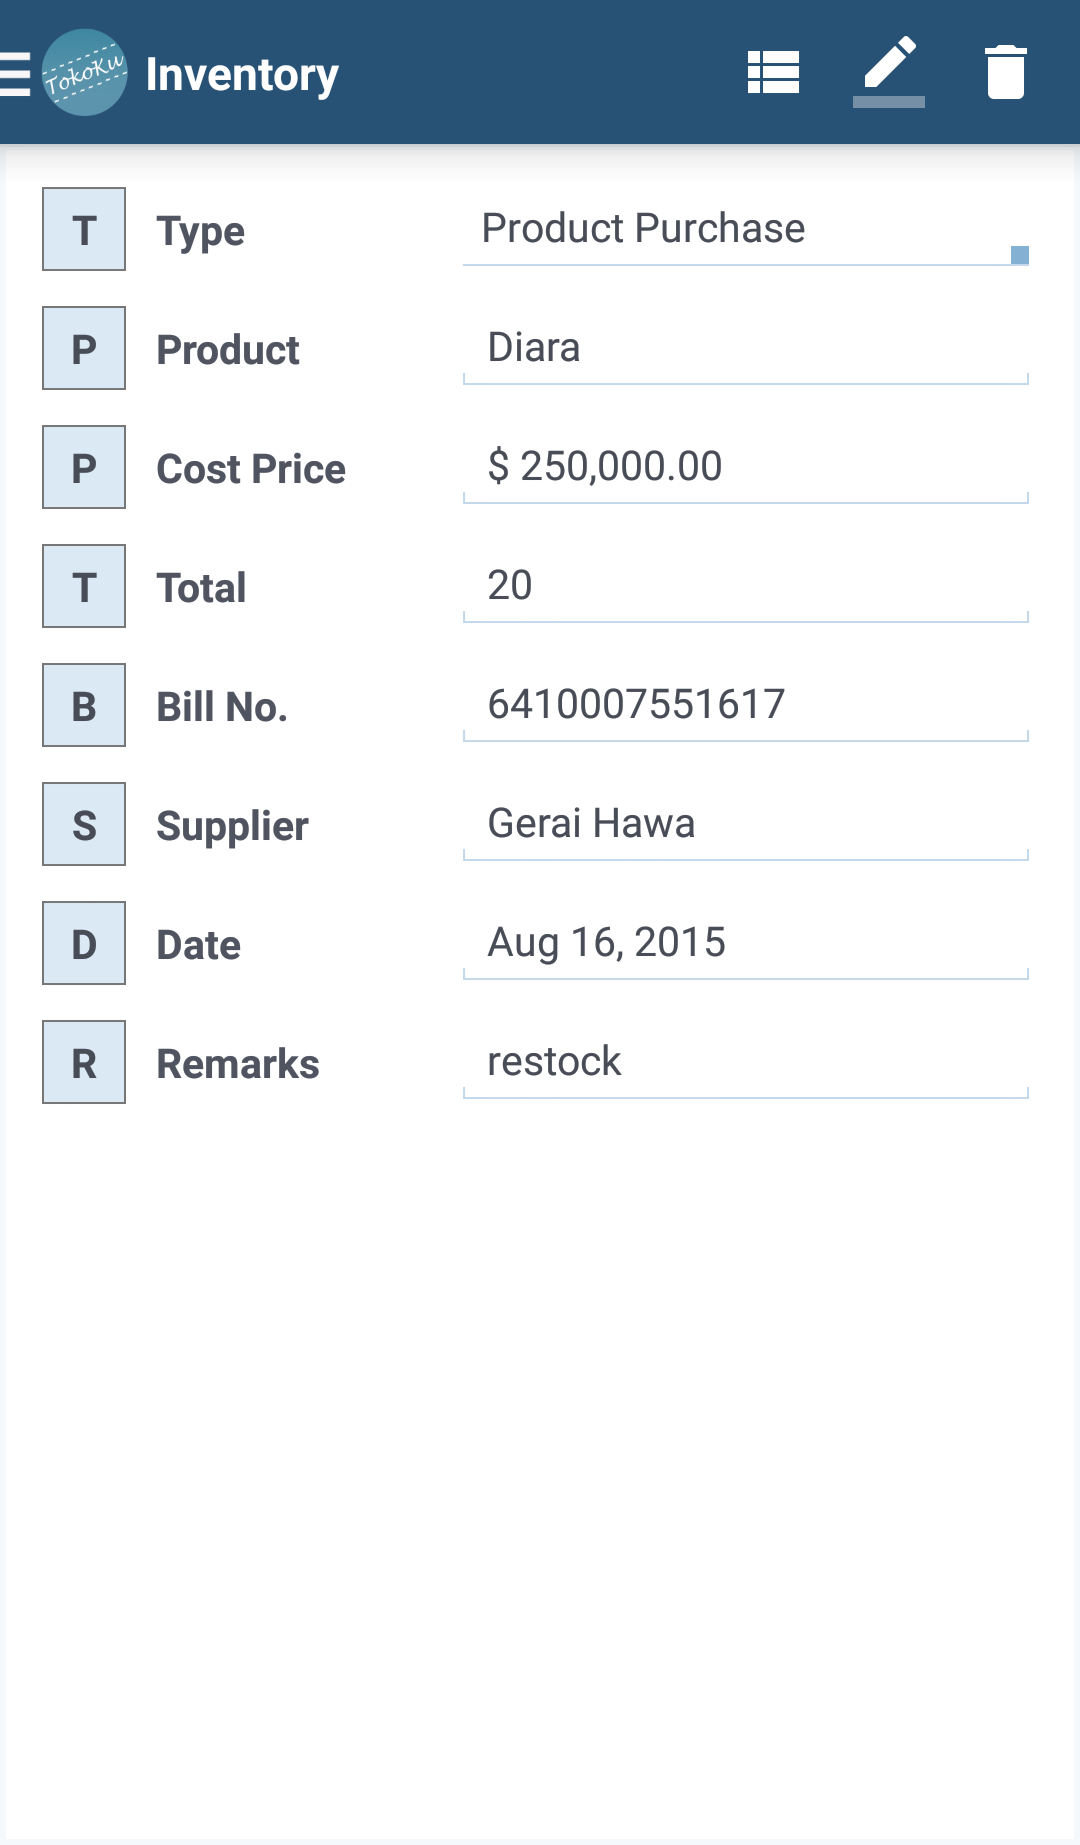 TokoKu Inventory
T Type Product Purchase
P Product Diara
P Cost Price $ 250,000.00
T Total 20
B Bill No. 6410007551617
S Supplier Gerai Hawa
D Date Aug 16, 2015
R Remarks restock